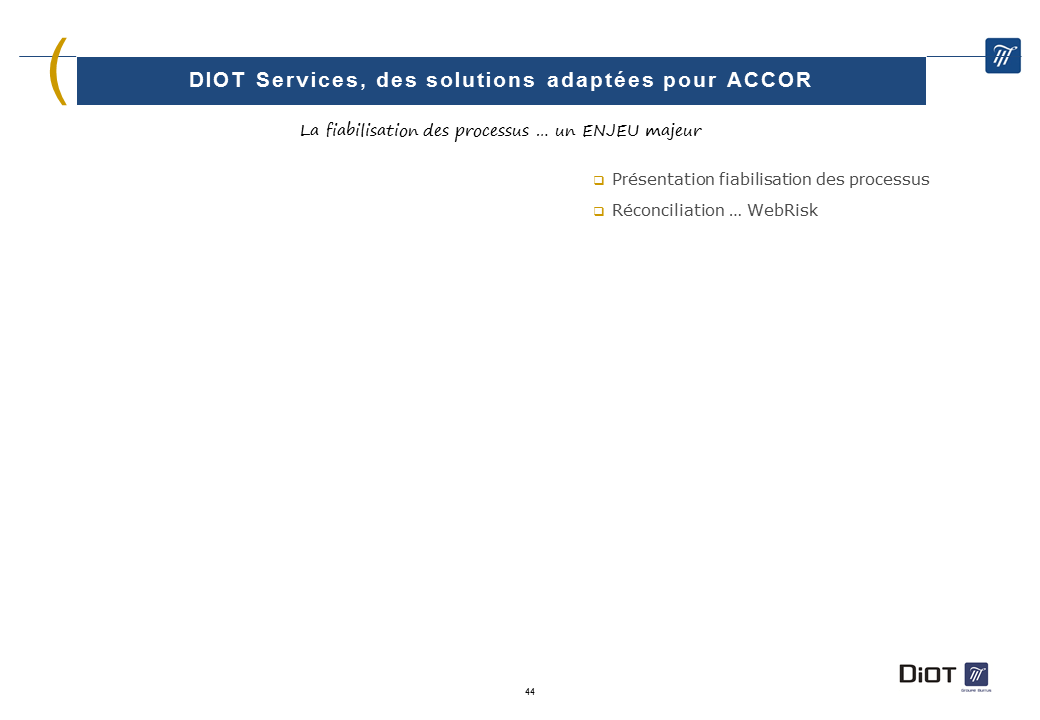 DIOT Services, des solutions adaptées pour ACCOR
La fiabilisation des processus ... un ENJEU majeur
Présentation fiabilisation des processus
Réconciliation ... WebRisk
DiOT
Groupe Burrus
44